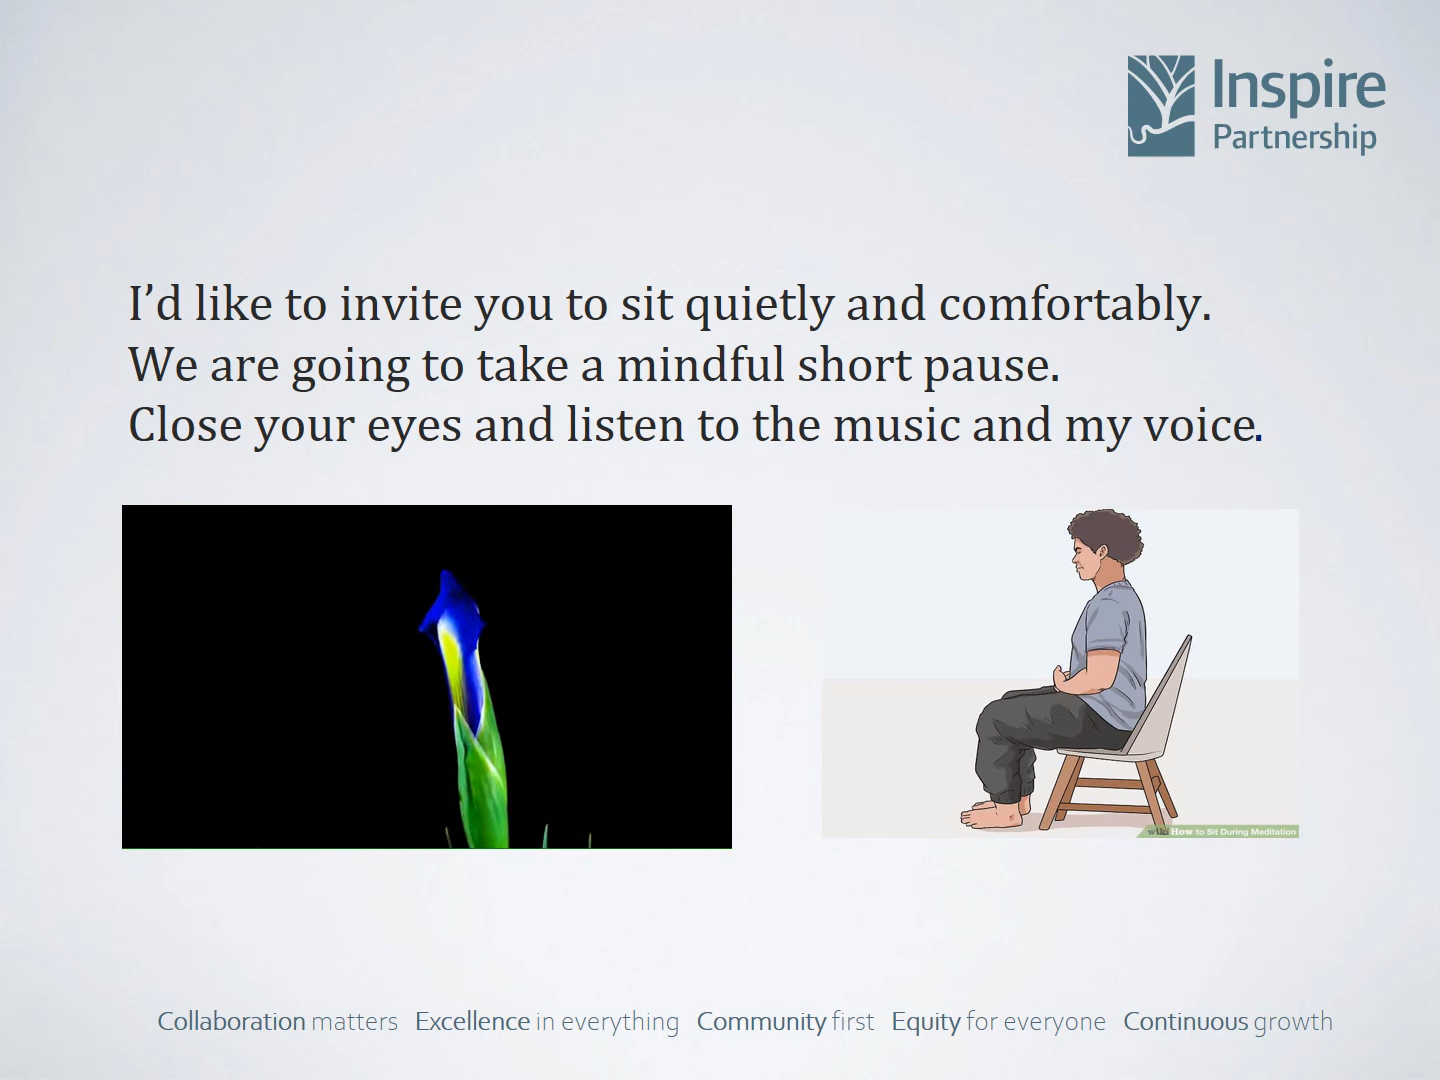 Inspire
Partnership
I’d like to invite you to sit quietly and comfortably.
We are going to take a mindful short pause.
Close your eyes and listen to the music and my voice.
wikiHow to Sit During Meditation
Collaboration matters Excellence in everything Community first Equity for everyone Continuous growth